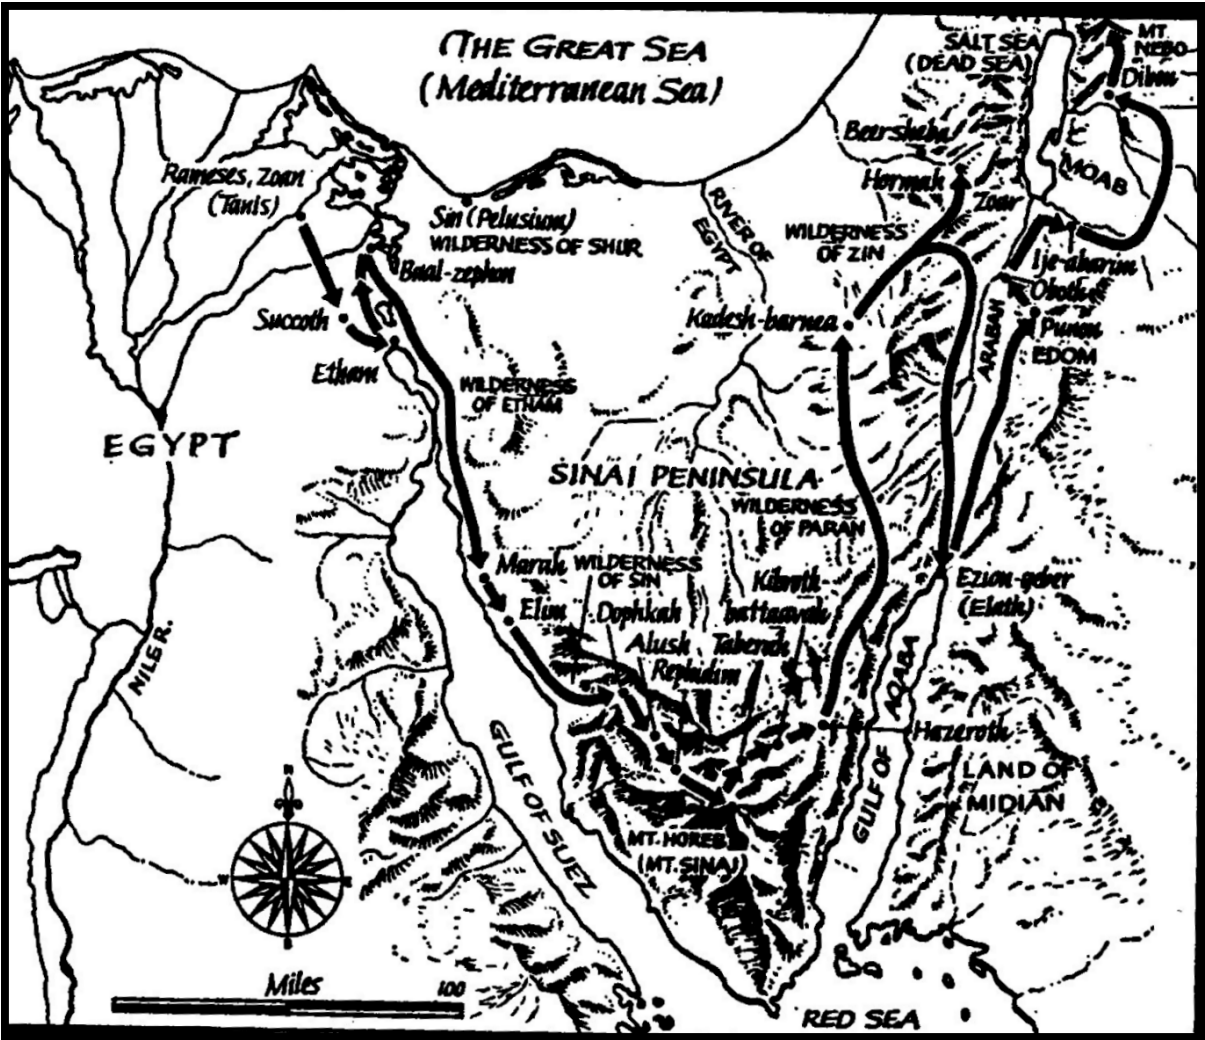 THE GREAT SEA
(Mediterranean Sea)
SALT SEA
(DEAD SEA)
MT
NEBO
Dibon
Beersheba
Hormah
MOAB
Zoar
Rameses, Zoan
(Tanis)
Sin (Pelusium)
WILDERNESS OF SHUR
Baal-zephon
RIVER OF
EGYPT
WILDERNESS
OF ZIN
Ije-abarim
Oboth
Succoth
Kadesh-barnea
ARABAH
Punon
EDOM
Etham
WILDERNESS
OF ETHAM
EGYPT
SINAI PENINSULA
WILDERNESS
OF PARAN
Marah
WILDERNESS
OF SIN
Elim
Dophkah
Kibroth
hattaavah
Ezion-geber
(Elath)
Alush
Taberah
Rephidim
NILE R.
GULF OF AQABA
Hazeroth
GULF OF SUEZ
LAND OF
MIDIAN
MT. HOREB
(MT. SINAI)
Miles
100
RED SEA